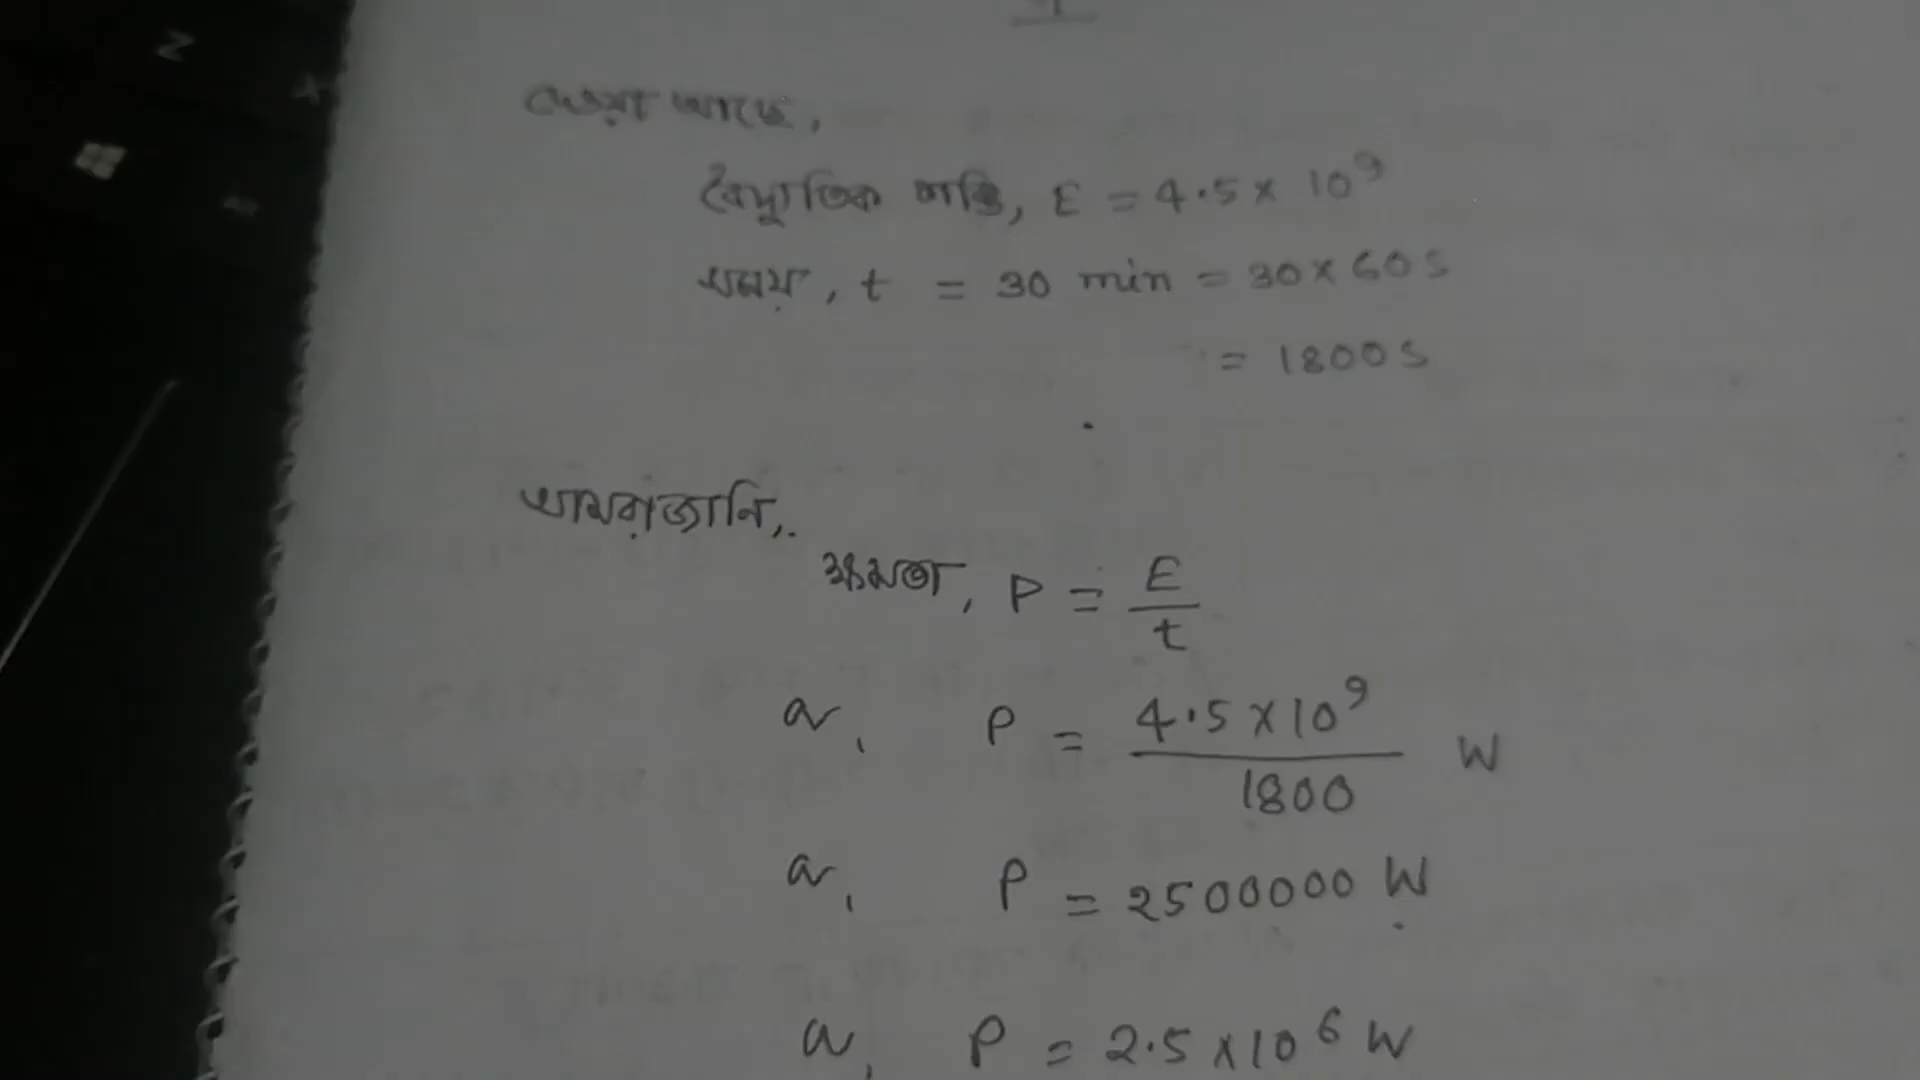 দেওয়া আছে,
বৈদ্যুতিক শক্তি, E = 4.5 × 10⁹
সময়, t = 30 min = 30 × 60 s
= 1800 s
আমরা জানি,
ক্ষমতা, P = E/t
বা, P = 4.5 × 10⁹/1800 W
বা, P = 2500000 W
বা, P = 2.5 × 10⁶ W
Z
X